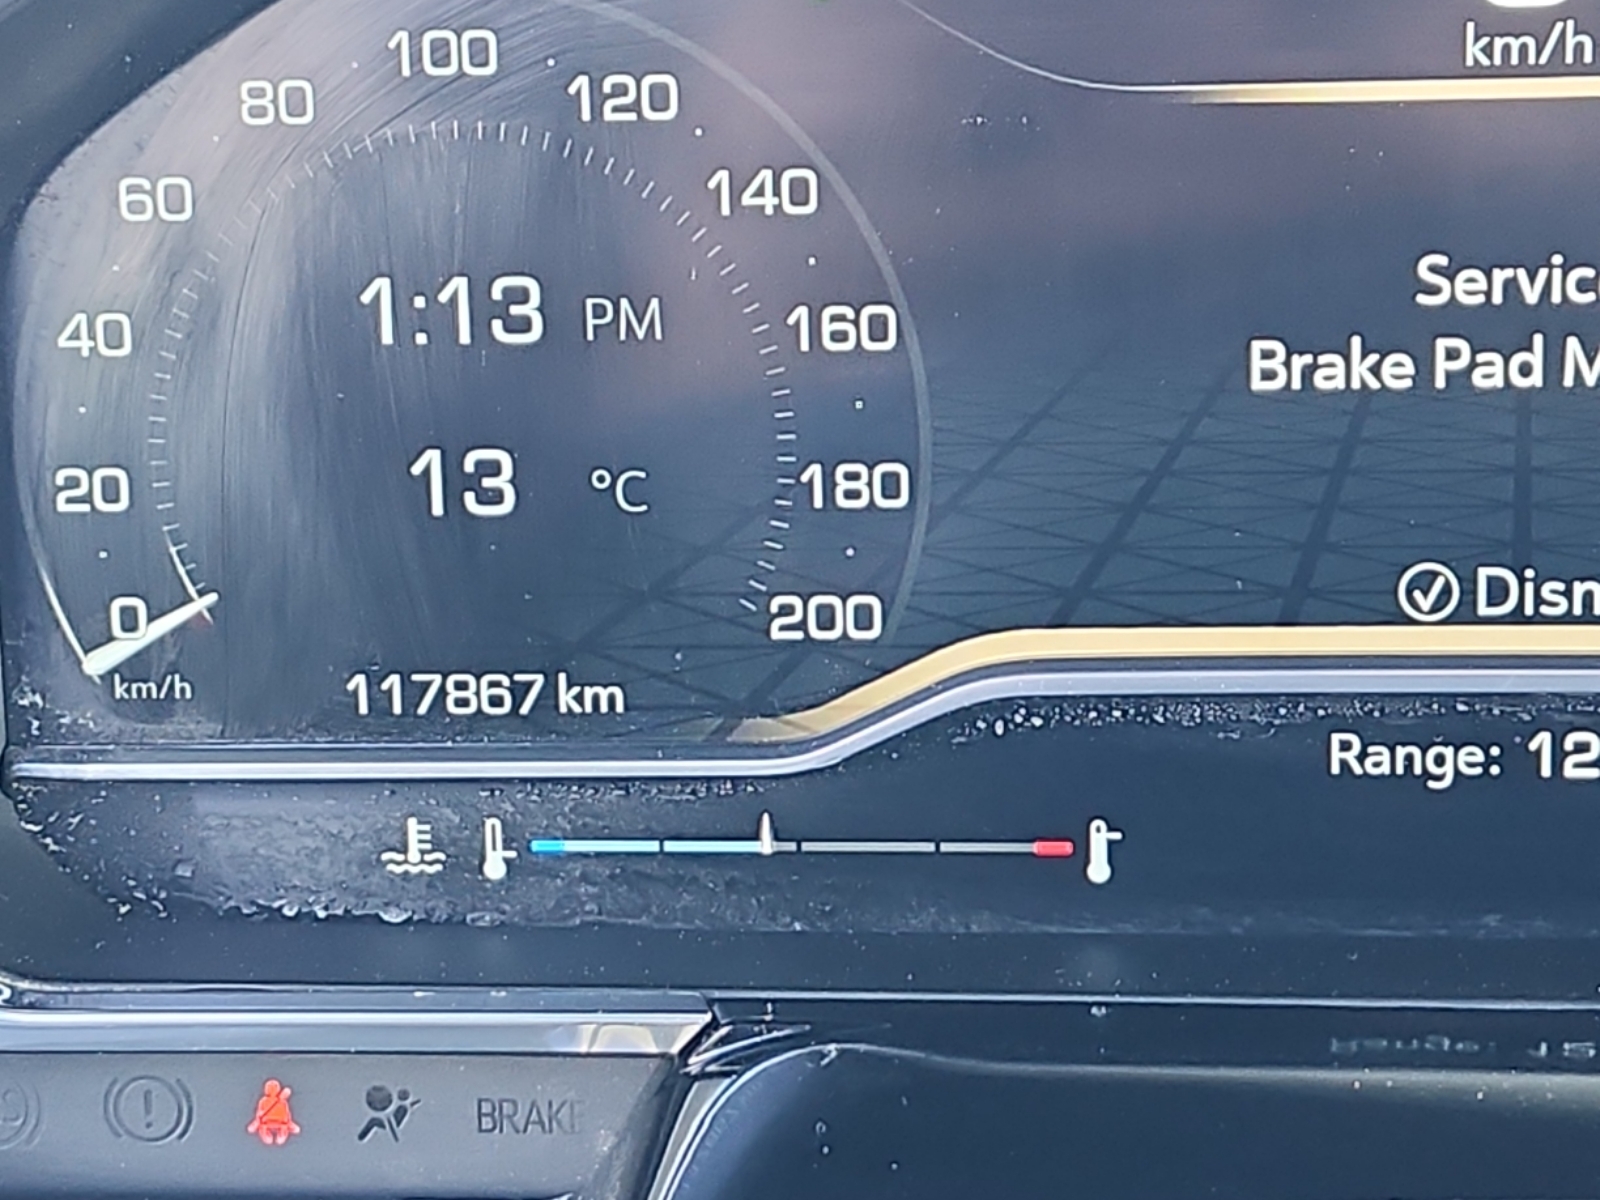 km/h
100
80
120
60
140
Servic
1:13 PM
40
160
Brake Pad M
13 °C
20
180
Disn
0
200
km/h
117867 km
Range: 12
BRAKE